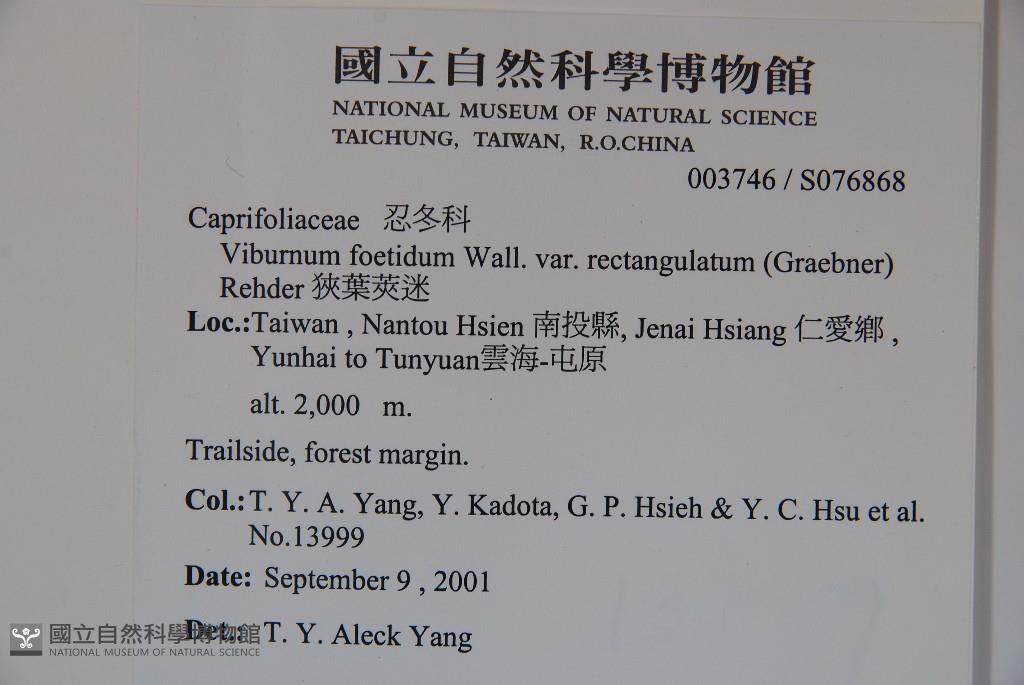 國立自然科學博物館
NATIONAL MUSEUM OF NATURAL SCIENCE
TAICHUNG, TAIWAN, R.O.CHINA
003746 / S076868
Caprifoliaceae 忍冬科
Viburnum foetidum Wall. var. rectangulatum (Graebner)
Rehder 狹葉莢迷
Loc.:Taiwan , Nantou Hsien 南投縣, Jenai Hsiang 仁愛鄉 ,
Yunhai to Tunyuan雲海-屯原
alt. 2,000 m.
Trailside, forest margin.
Col.: T. Y. A. Yang, Y. Kadota, G. P. Hsieh & Y. C. Hsu et al.
No.13999
Date: September 9 , 2001
Det.: T. Y. Aleck Yang
國立自然科學博物館
NATIONAL MUSEUM OF NATURAL SCIENCE